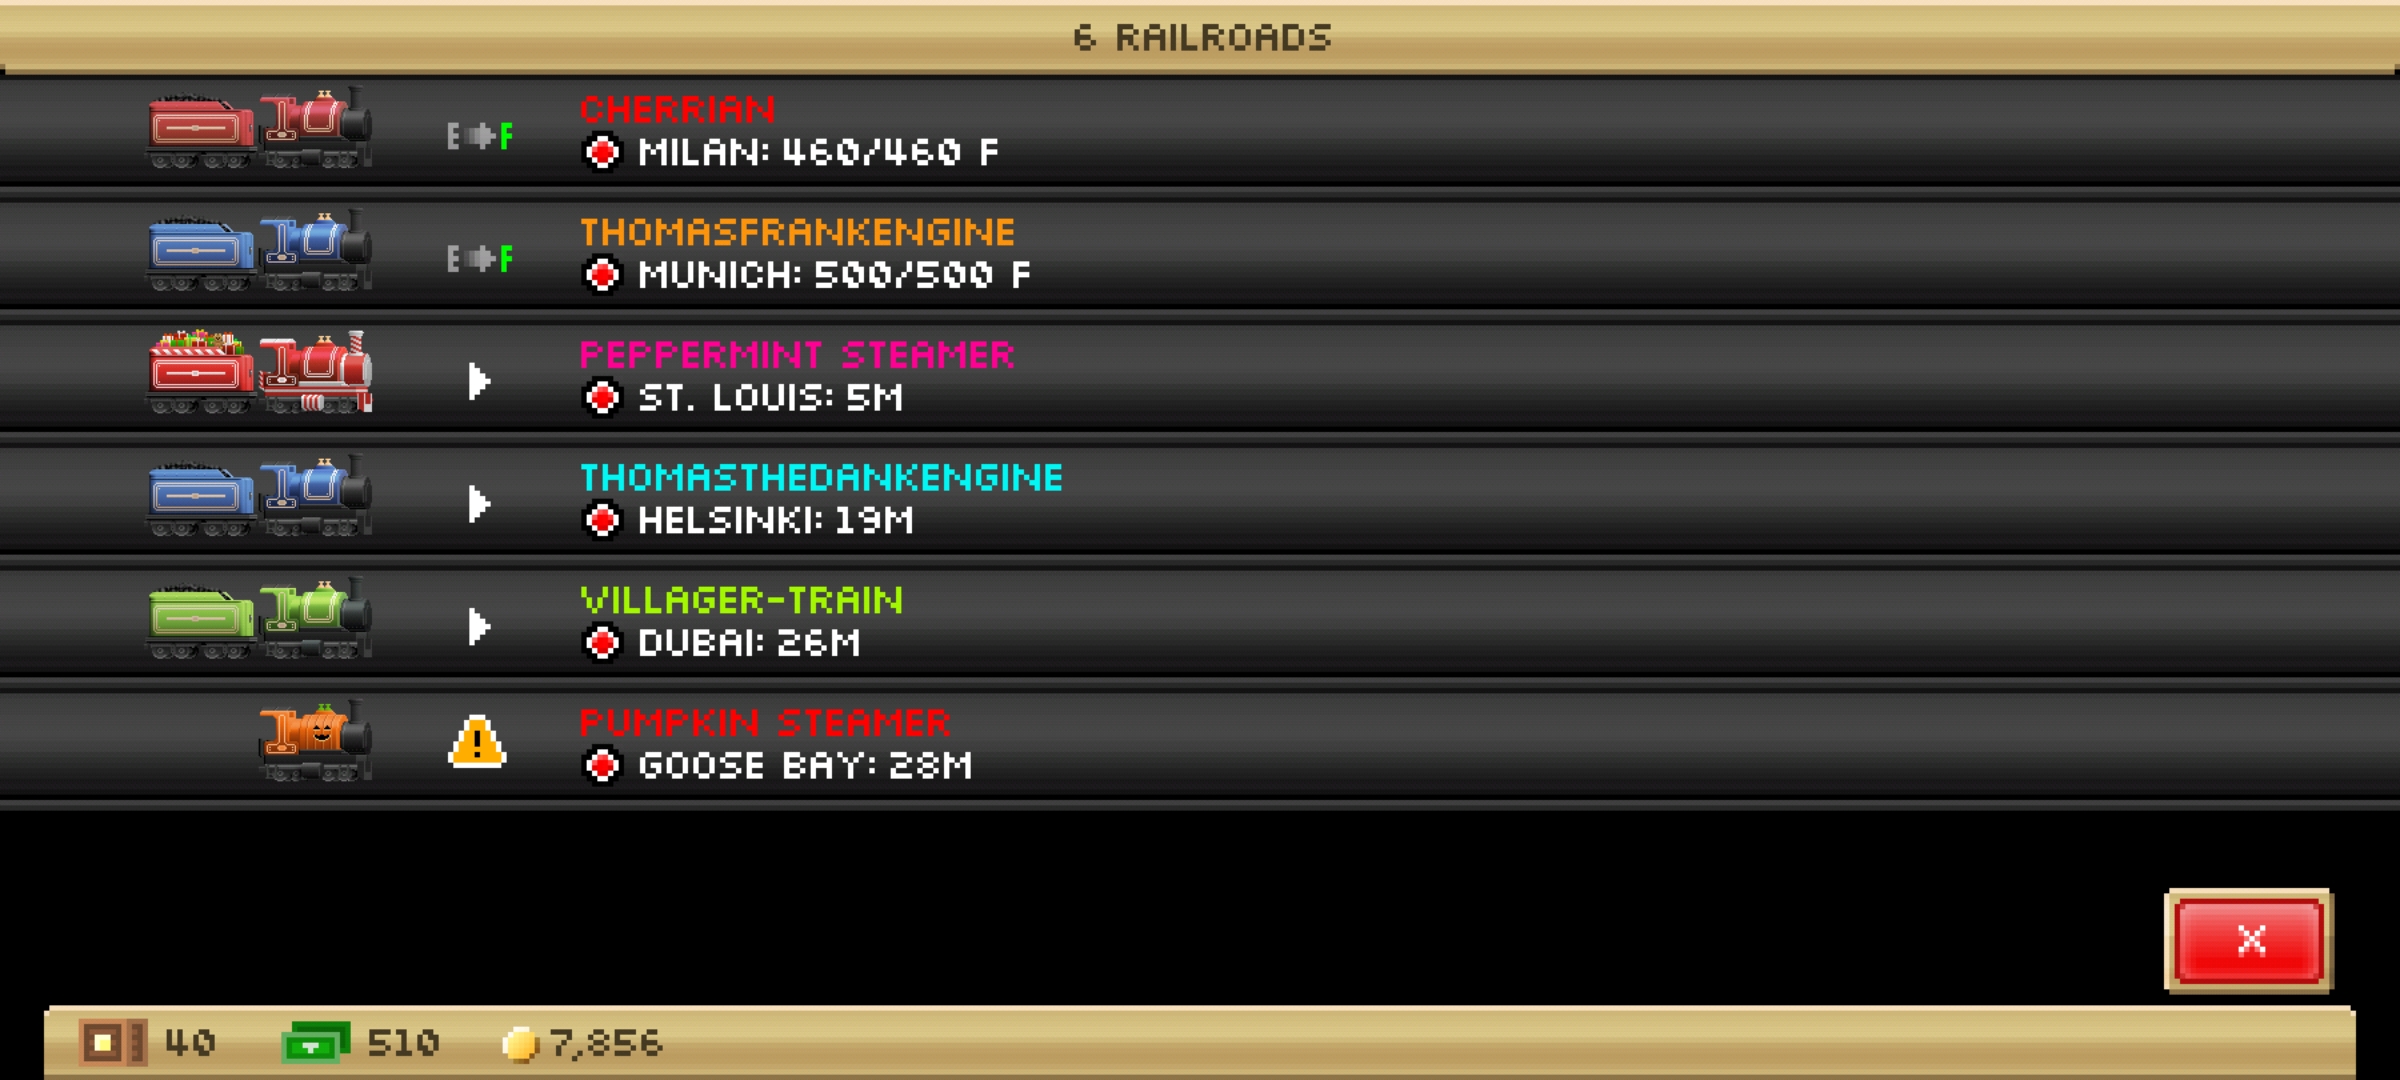 6 RAILROADS
CHERRIAN
E F
MILAN: 460/460 F
THOMASFRANKENGINE
E F
MUNICH: 500/500 F
PEPPERMINT STEAMER
ST. LOUIS: 5M
THOMASTHEDANKENGINE
HELSINKI: 19M
VILLAGER-TRAIN
DUBAI: 26M
PUMPKIN STEAMER
!
GOOSE BAY: 28M
X
40 510 7,856